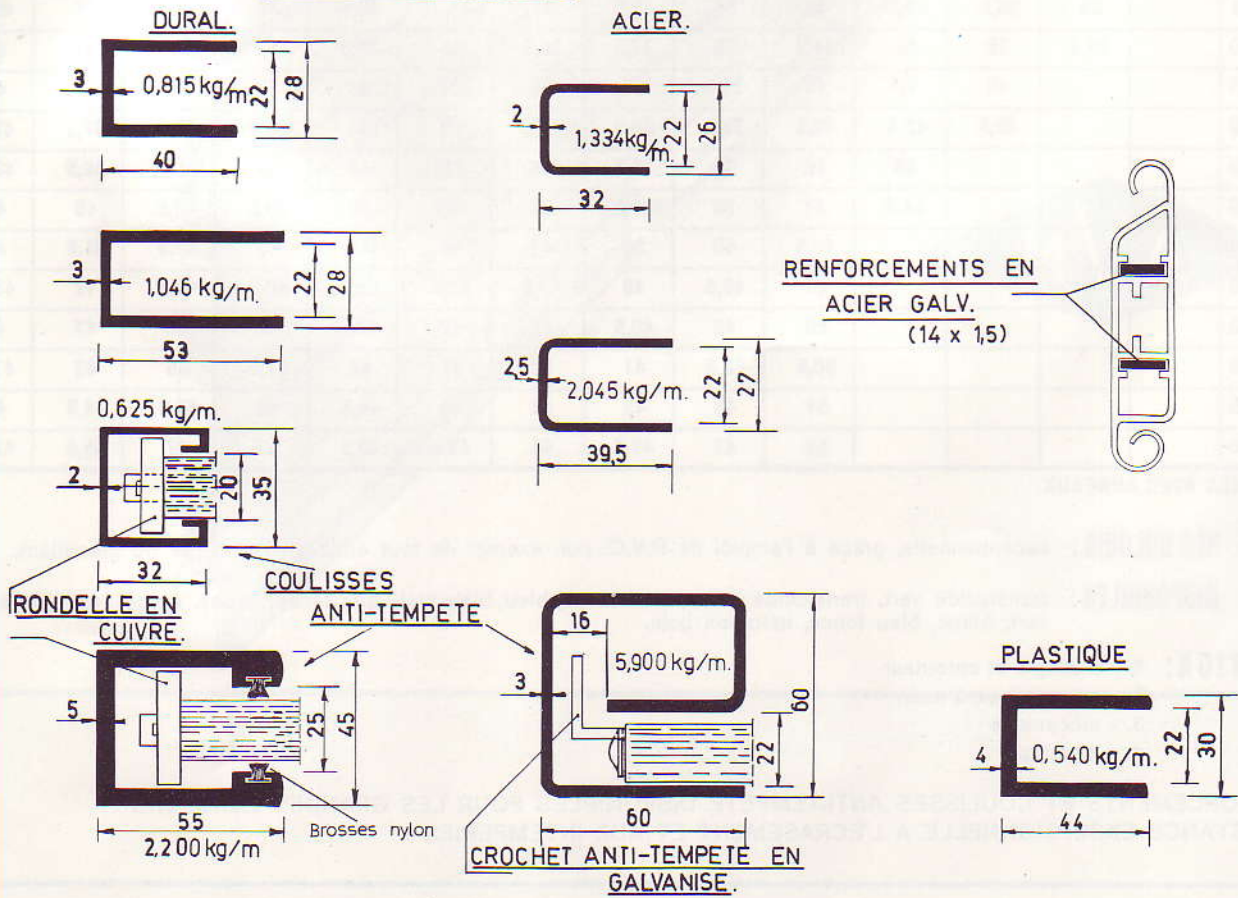 DURAL.
3
0,815 kg/m
22
28
40
3
1,046 kg/m.
22
28
53
0,625 kg/m.
2
20
35
32
RONDELLE EN
CUIVRE.
COULISSES
ANTI-TEMPETE
5
25
45
55
2,200 kg/m
Brosses nylon
ACIER.
2
1,334 kg/m.
22
26
32
2,5
2,045 kg/m.
22
27
39,5
16
3
5,900 kg/m.
60
22
60
CROCHET ANTI-TEMPETE EN
GALVANISE.
RENFORCEMENTS EN
ACIER GALV.
(14 x 1,5)
PLASTIQUE
4
0,540 kg/m.
22
30
44